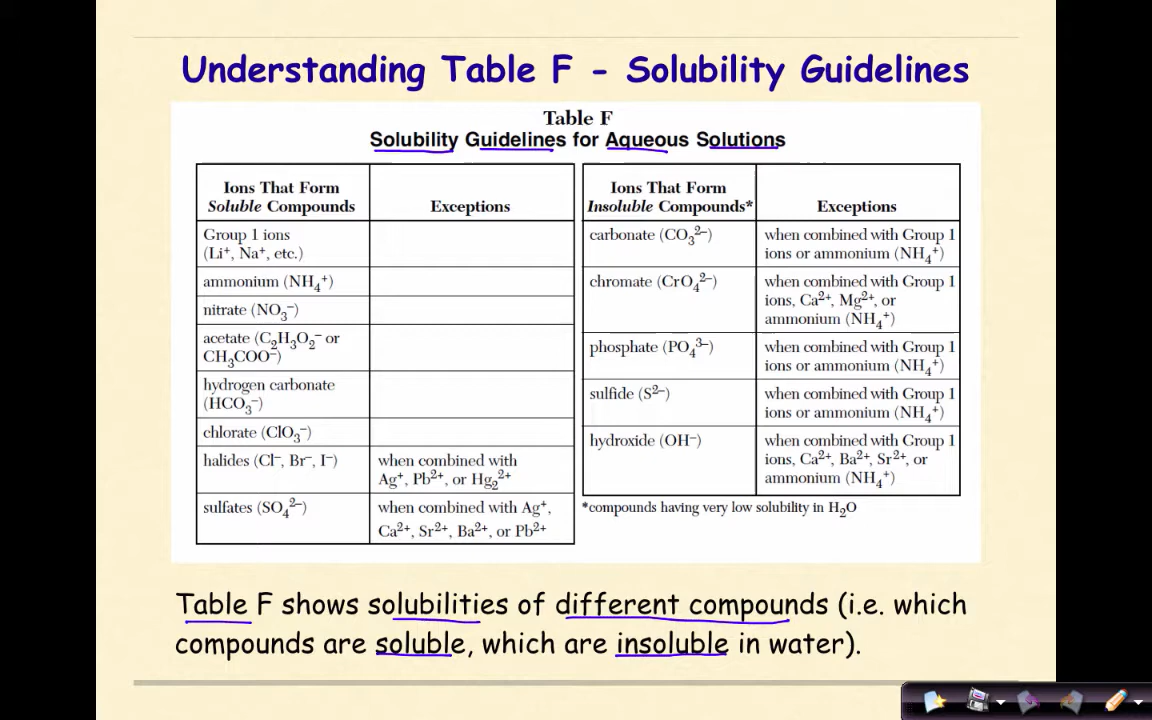 Understanding Table F - Solubility Guidelines
Table F
Solubility Guidelines for Aqueous Solutions
Ions That Form
Soluble Compounds
Exceptions
Group 1 ions
(Li⁺, Na⁺, etc.)
ammonium (NH₄⁺)
nitrate (NO₃⁻)
acetate (C₂H₃O₂⁻ or
CH₃COO⁻)
hydrogen carbonate
(HCO₃⁻)
chlorate (ClO₃⁻)
halides (Cl⁻, Br⁻, I⁻)
when combined with
Ag⁺, Pb²⁺, or Hg₂²⁺
sulfates (SO₄²⁻)
when combined with Ag⁺,
Ca²⁺, Sr²⁺, Ba²⁺, or Pb²⁺
Ions That Form
Insoluble Compounds*
Exceptions
carbonate (CO₃²⁻)
when combined with Group 1
ions or ammonium (NH₄⁺)
chromate (CrO₄²⁻)
when combined with Group 1
ions, Ca²⁺, Mg²⁺, or
ammonium (NH₄⁺)
phosphate (PO₄³⁻)
when combined with Group 1
ions or ammonium (NH₄⁺)
sulfide (S²⁻)
when combined with Group 1
ions or ammonium (NH₄⁺)
hydroxide (OH⁻)
when combined with Group 1
ions, Ca²⁺, Ba²⁺, Sr²⁺, or
ammonium (NH₄⁺)
*compounds having very low solubility in H₂O
Table F shows solubilities of different compounds (i.e. which
compounds are soluble, which are insoluble in water).